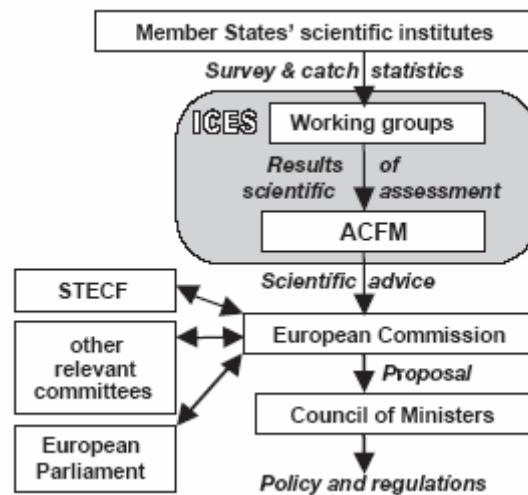 Member States' scientific institutes
Survey & catch statistics
ICES
Working groups
Results of
scientific assessment
ACFM
Scientific advice
STECF
European Commission
other
relevant
committees
Proposal
Council of Ministers
European
Parliament
Policy and regulations